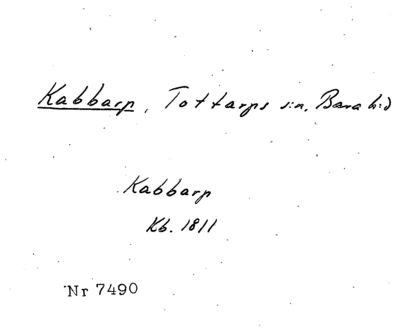 Kabbarp, Tottarps s:n, Bara h:d
Kabbarp
Kb. 1811
Nr 7490